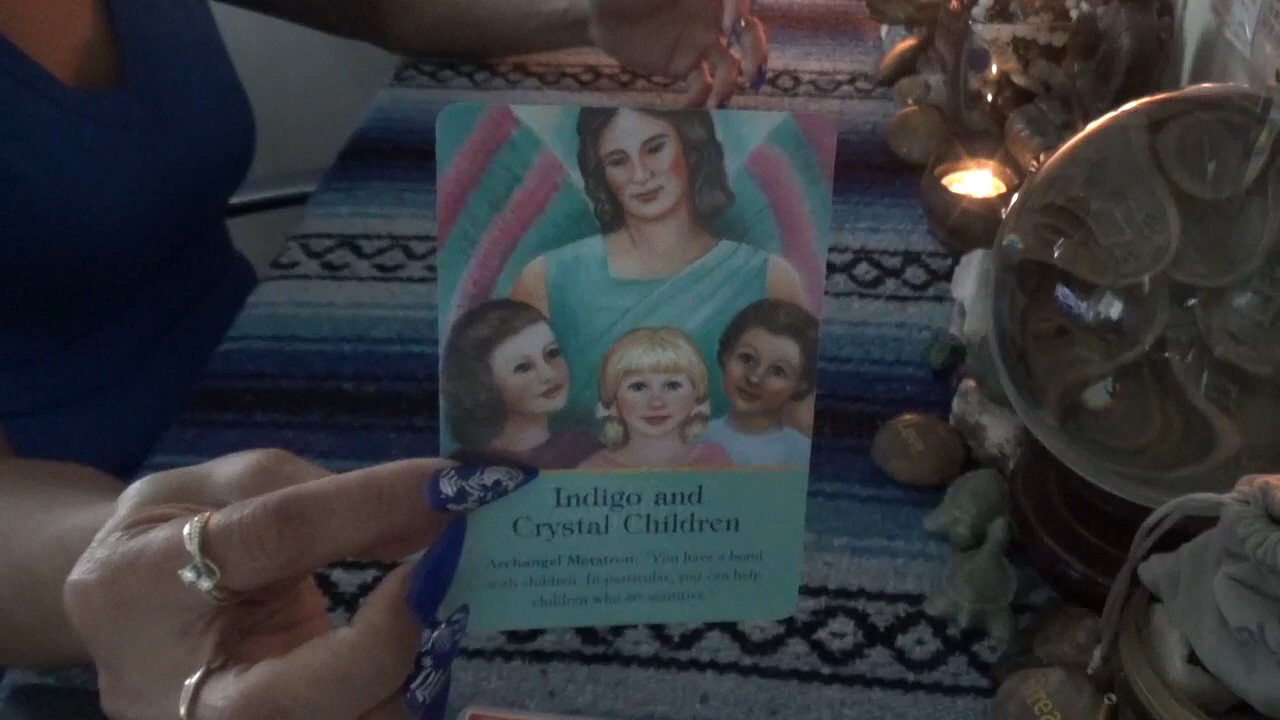 Indigo and
Crystal Children
Archangel Metatron: "You have a bond
with children. In particular, you can help
children who are sensitive."
Love